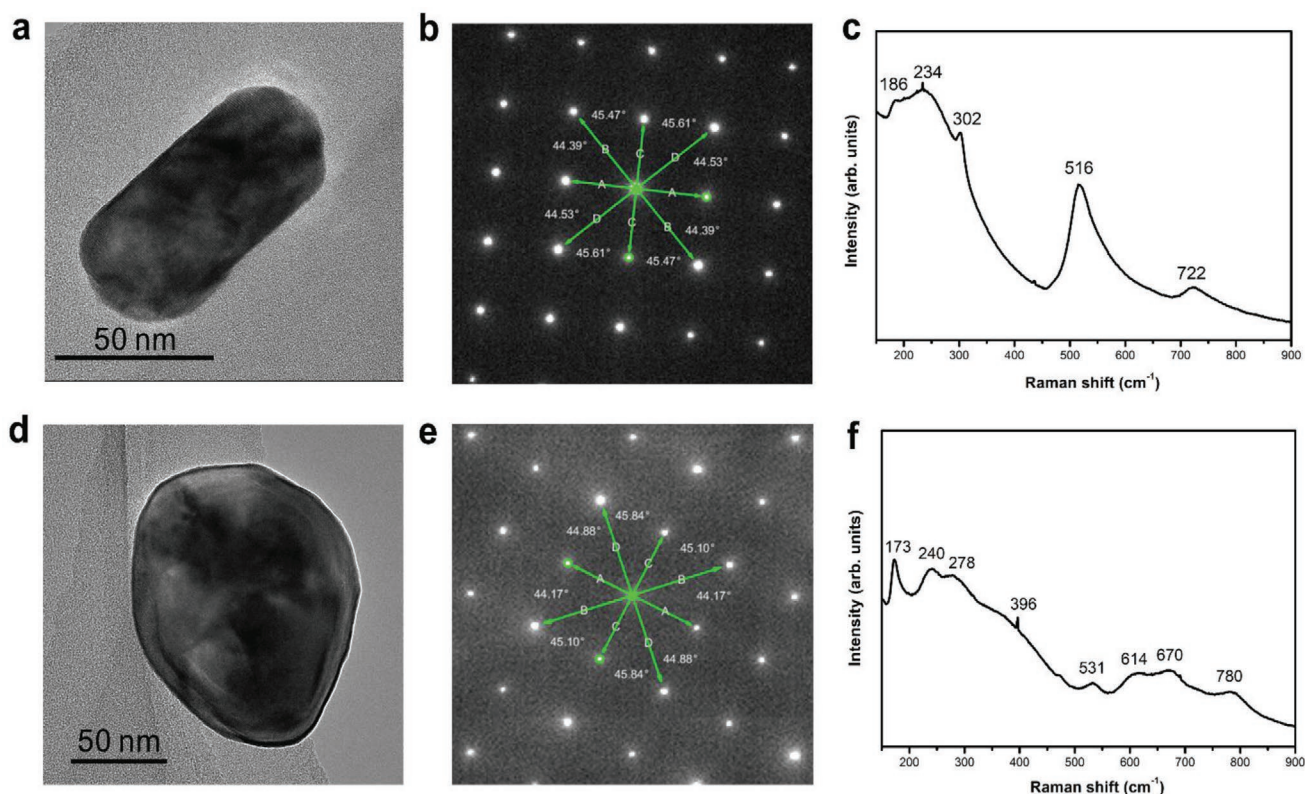 a
50 nm
b
45.47°
45.61°
44.39°
B
C
D
44.53°
A
A
44.53°
D
C
B
44.39°
45.61°
45.47°
c
Intensity (arb. units)
186
234
302
516
722
200
300
400
500
600
700
800
900
Raman shift (cm⁻¹)
d
50 nm
e
45.84°
44.88°
45.10°
D
C
B
A
44.17°
44.17°
B
A
C
D
45.10°
44.88°
45.84°
f
Intensity (arb. units)
173
240
278
396
531
614
670
780
200
300
400
500
600
700
800
900
Raman shift (cm⁻¹)